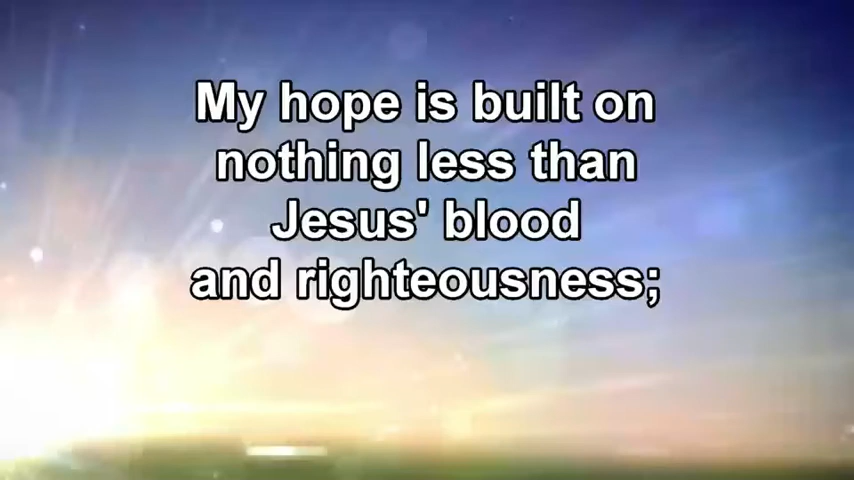 My hope is built on
nothing less than
Jesus' blood
and righteousness;